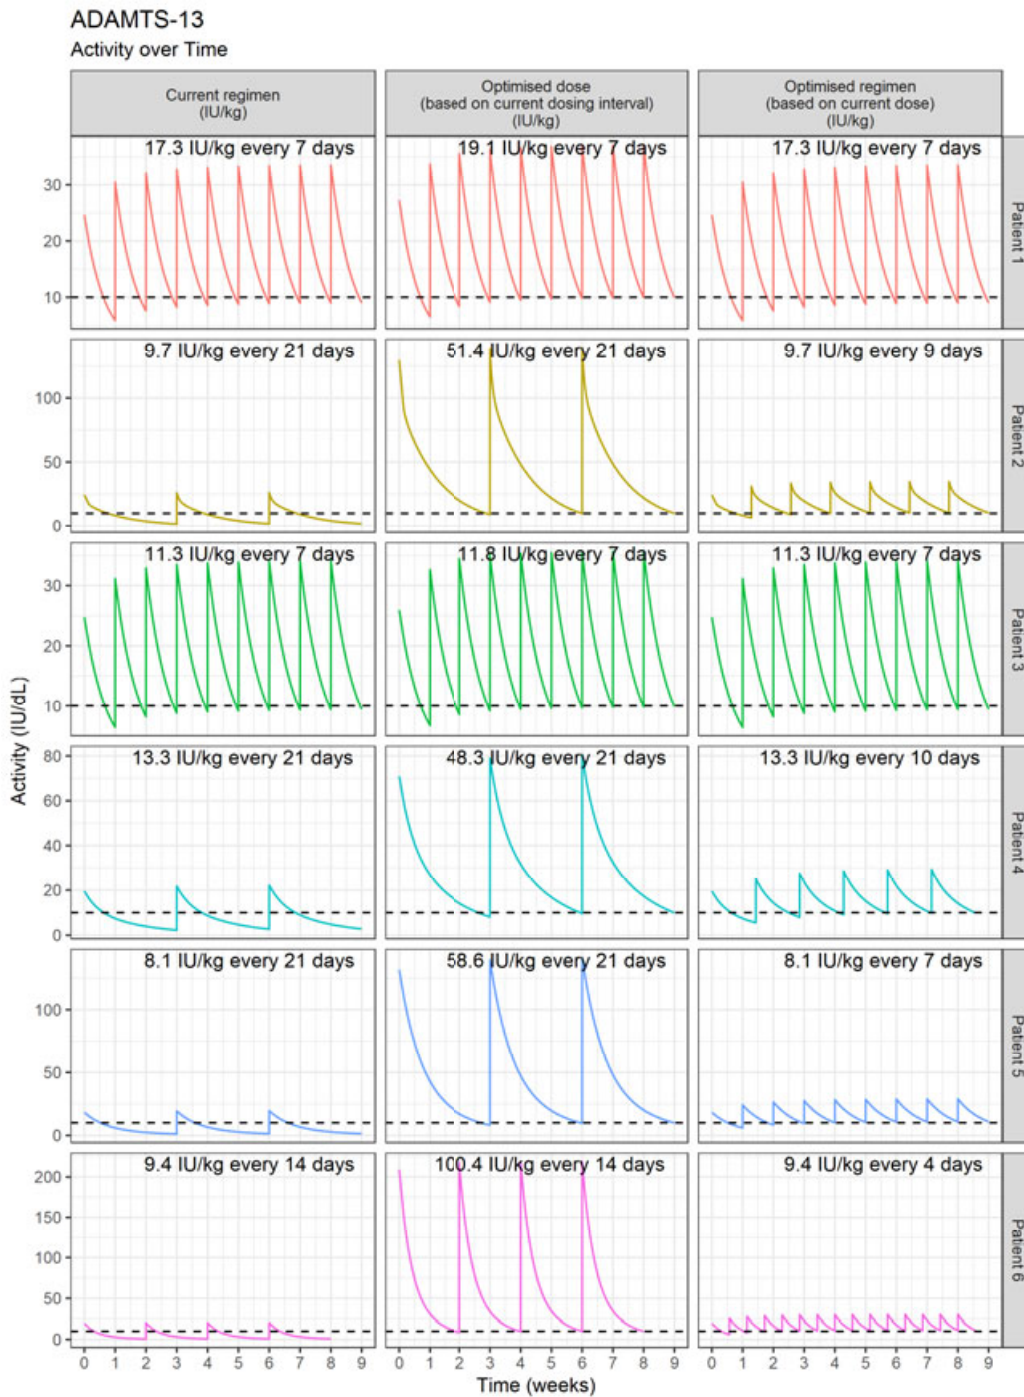 ADAMTS-13
Activity over Time
Current regimen
(IU/kg)
Optimised dose
(based on current dosing interval)
(IU/kg)
Optimised regimen
(based on current dose)
(IU/kg)
17.3 IU/kg every 7 days
19.1 IU/kg every 7 days
17.3 IU/kg every 7 days
Patient 1
30
20
10
9.7 IU/kg every 21 days
51.4 IU/kg every 21 days
9.7 IU/kg every 9 days
Patient 2
100
50
0
11.3 IU/kg every 7 days
11.8 IU/kg every 7 days
11.3 IU/kg every 7 days
Patient 3
30
20
10
Activity (IU/dL)
13.3 IU/kg every 21 days
48.3 IU/kg every 21 days
13.3 IU/kg every 10 days
Patient 4
80
60
40
20
0
8.1 IU/kg every 21 days
58.6 IU/kg every 21 days
8.1 IU/kg every 7 days
Patient 5
100
50
0
9.4 IU/kg every 14 days
100.4 IU/kg every 14 days
9.4 IU/kg every 4 days
Patient 6
200
150
100
50
0
0 1 2 3 4 5 6 7 8 9
0 1 2 3 4 5 6 7 8 9
0 1 2 3 4 5 6 7 8 9
Time (weeks)